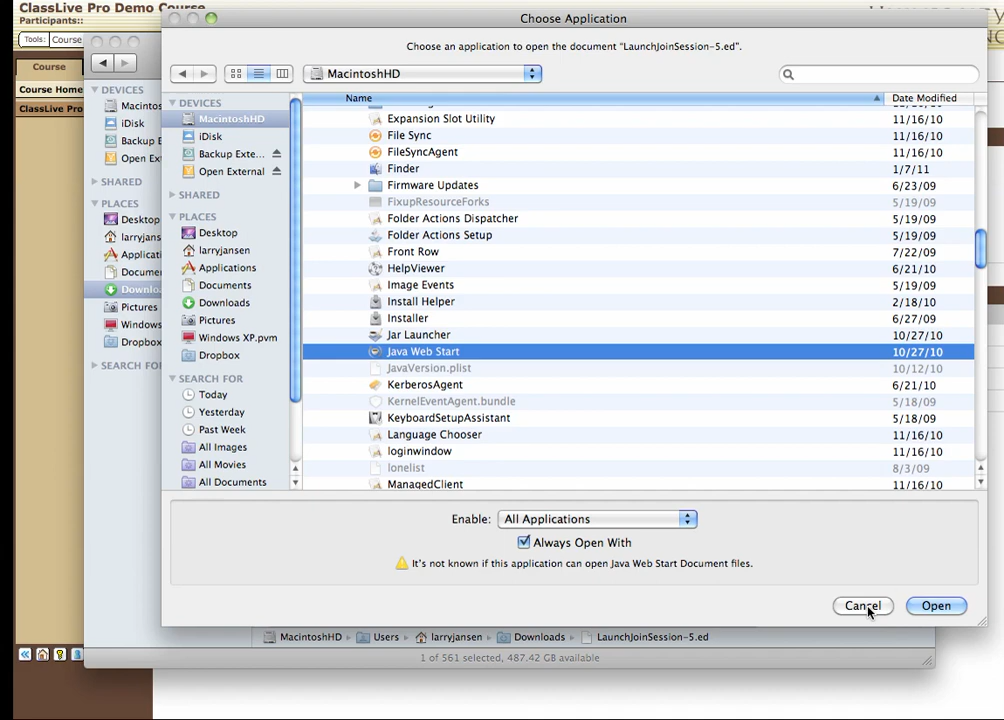 ClassLive Pro Demo Course
Participants::
Tools: Course
Course
Course Home
ClassLive Pro
DEVICES
Macintos
iDisk
Backup E
Open Ex
SHARED
PLACES
Desktop
larryjans
Applicati
Docume
Downlo
Pictures
Windows
Dropbox
SEARCH FO
Choose Application
Choose an application to open the document “LaunchJoinSession-5.ed”.
MacintoshHD
DEVICES
MacintoshHD
iDisk
Backup Exte...
Open External
SHARED
PLACES
Desktop
larryjansen
Applications
Documents
Downloads
Pictures
Windows XP.pvm
Dropbox
SEARCH FOR
Today
Yesterday
Past Week
All Images
All Movies
All Documents
Name Date Modified
Expansion Slot Utility 11/16/10
File Sync 11/16/10
FileSyncAgent 11/16/10
Finder 1/7/11
Firmware Updates 6/23/09
FixupResourceForks 5/19/09
Folder Actions Dispatcher 5/19/09
Folder Actions Setup 5/19/09
Front Row 7/22/09
HelpViewer 6/21/10
Image Events 5/19/09
Install Helper 2/18/10
Installer 6/27/09
Jar Launcher 10/27/10
Java Web Start 10/27/10
JavaVersion.plist 10/12/10
KerberosAgent 6/21/10
KernelEventAgent.bundle 5/18/09
KeyboardSetupAssistant 5/18/09
Language Chooser 11/16/10
loginwindow 11/16/10
lonelist 8/3/09
ManagedClient 11/16/10
Enable: All Applications
Always Open With
It's not known if this application can open Java Web Start Document files.
Cancel Open
MacintoshHD Users larryjansen Downloads LaunchJoinSession-5.ed
1 of 561 selected, 487.42 GB available